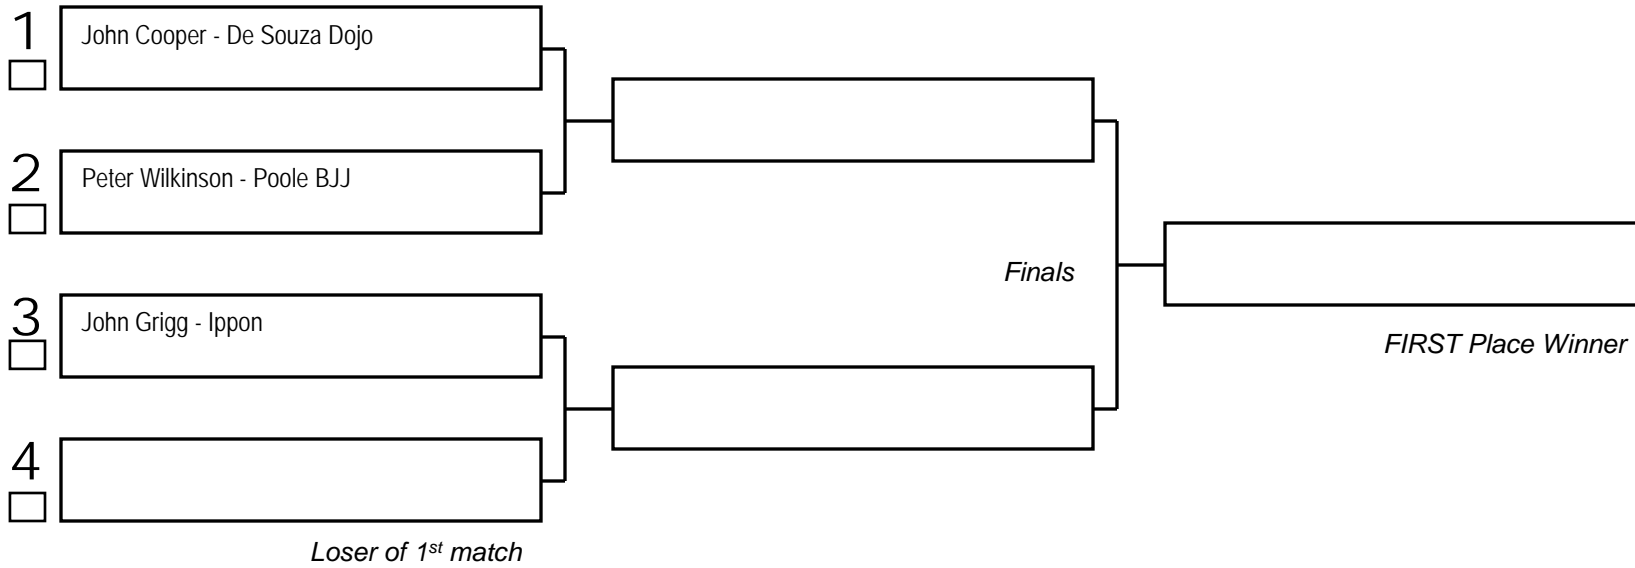 1
John Cooper - De Souza Dojo
2
Peter Wilkinson - Poole BJJ
Finals
3
John Grigg - Ippon
FIRST Place Winner
4
Loser of 1st match